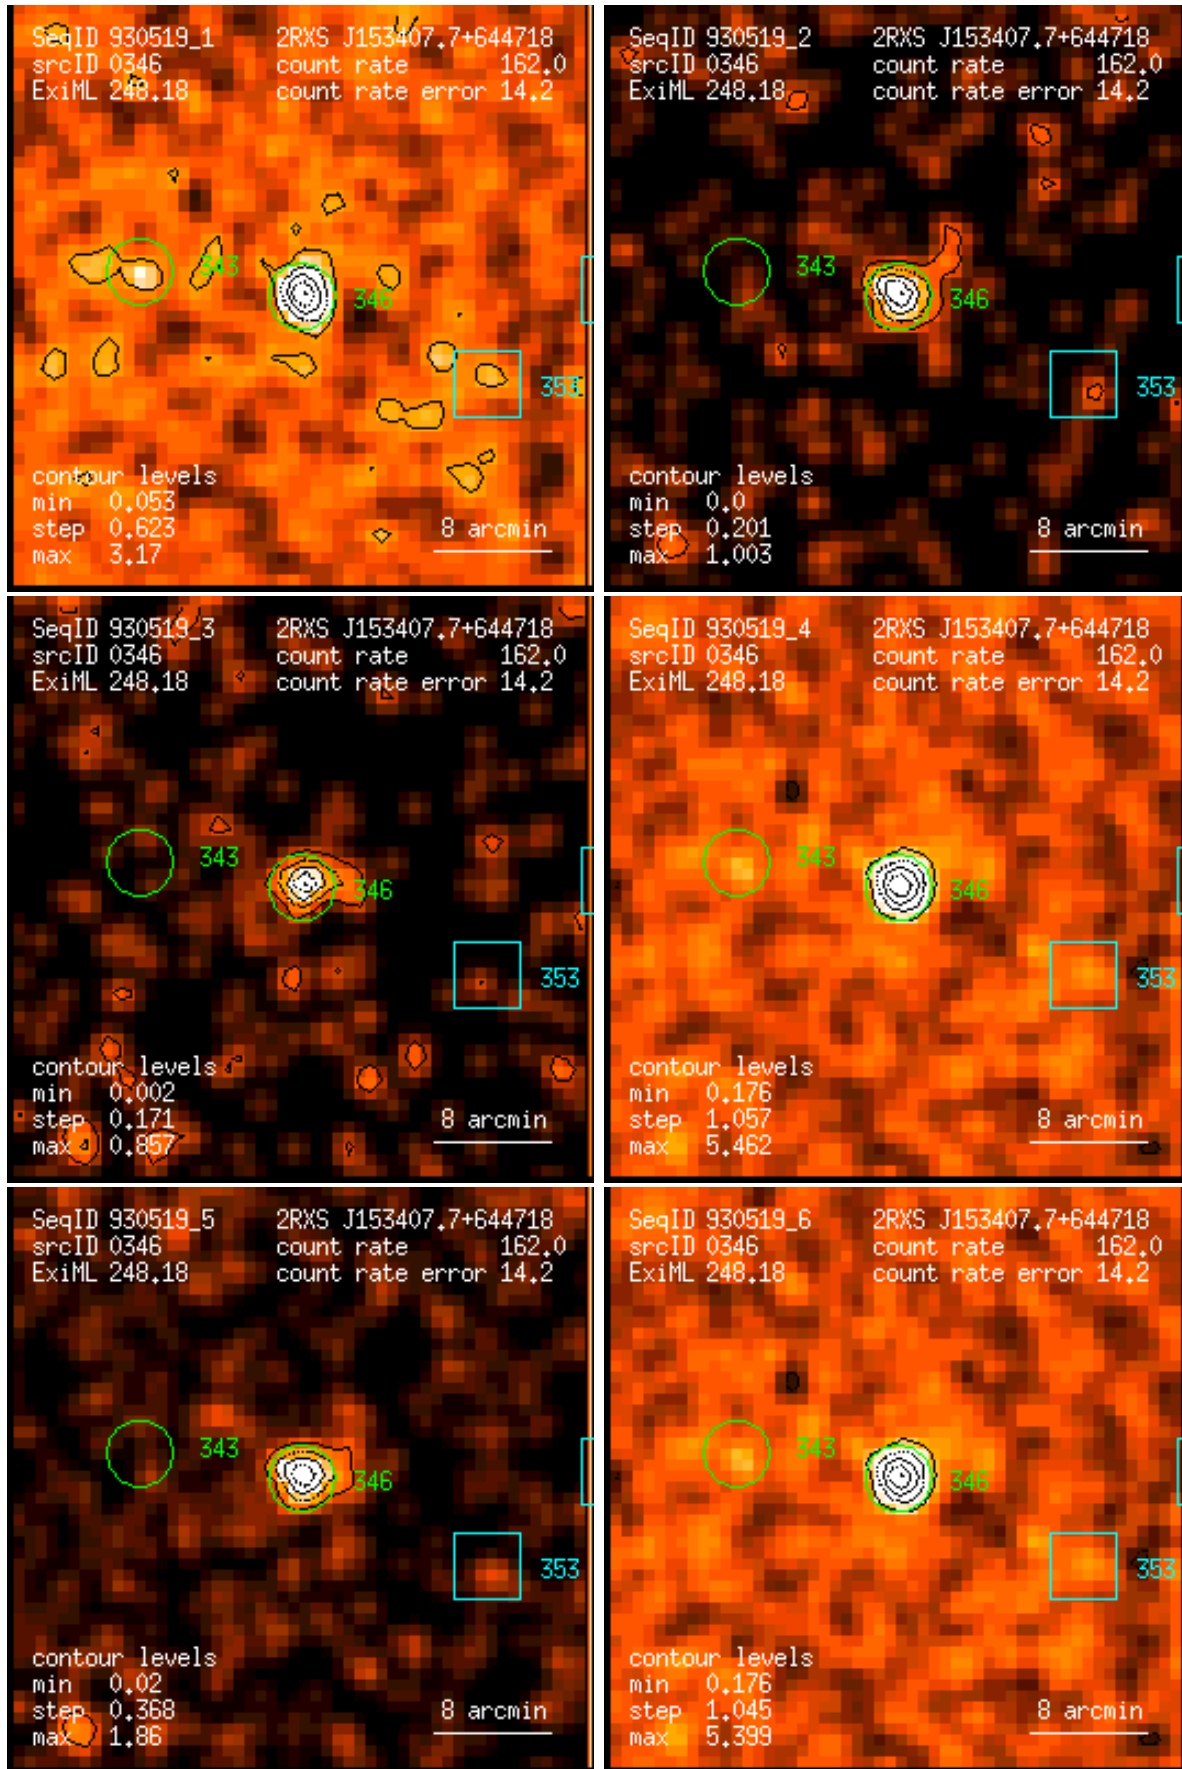 SeqID 930519_1 2RXS J153407.7+644718
srcID 0346 count rate 162.0
ExiML 248.18 count rate error 14.2
343
346
353
contour levels
min 0.053
step 0.623 8 arcmin
max 3.17
SeqID 930519_2 2RXS J153407.7+644718
srcID 0346 count rate 162.0
ExiML 248.18 count rate error 14.2
343
346
353
contour levels
min 0.0
step 0.201 8 arcmin
max 1.003
SeqID 930519_3 2RXS J153407.7+644718
srcID 0346 count rate 162.0
ExiML 248.18 count rate error 14.2
343
346
353
contour levels
min 0.002
step 0.171 8 arcmin
max 0.857
SeqID 930519_4 2RXS J153407.7+644718
srcID 0346 count rate 162.0
ExiML 248.18 count rate error 14.2
343
346
353
contour levels
min 0.176
step 1.057 8 arcmin
max 5.462
SeqID 930519_5 2RXS J153407.7+644718
srcID 0346 count rate 162.0
ExiML 248.18 count rate error 14.2
343
346
353
contour levels
min 0.02
step 0.368 8 arcmin
max 1.86
SeqID 930519_6 2RXS J153407.7+644718
srcID 0346 count rate 162.0
ExiML 248.18 count rate error 14.2
343
346
353
contour levels
min 0.176
step 1.045 8 arcmin
max 5.399